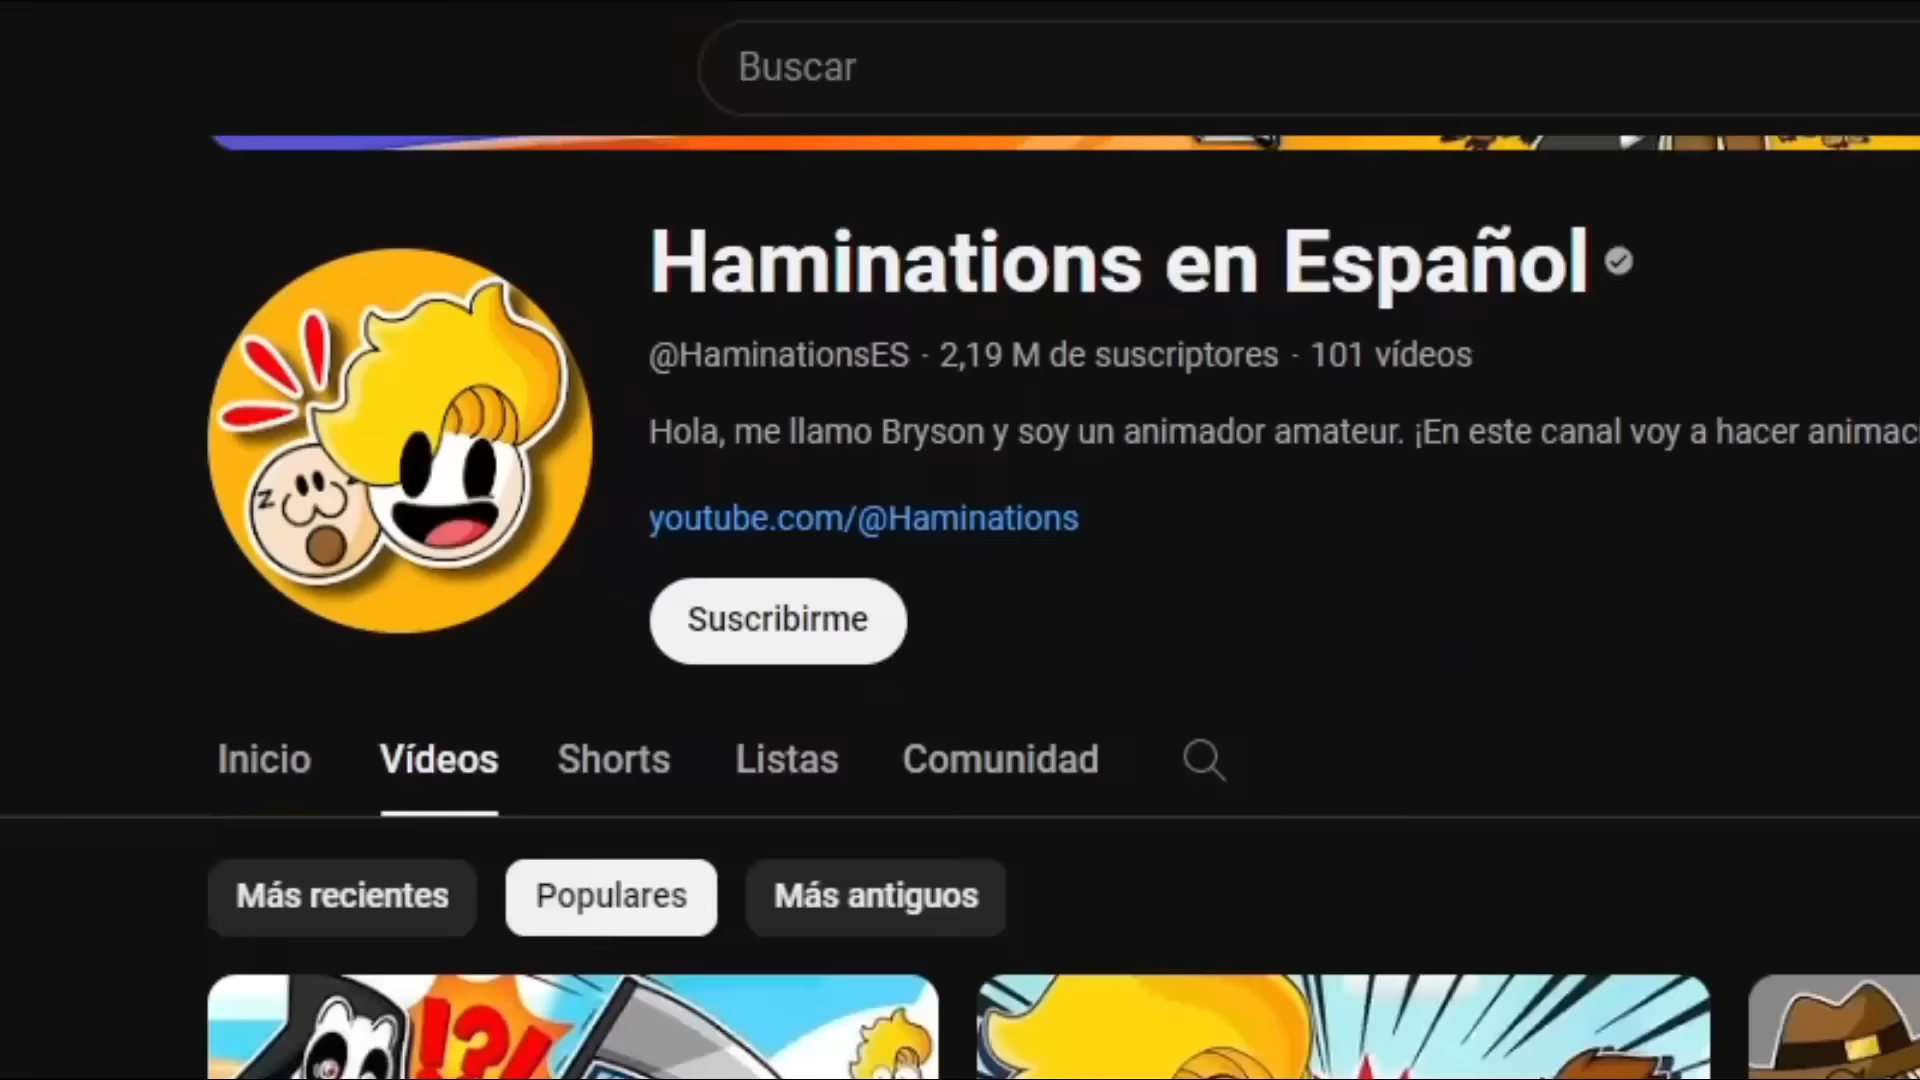 Buscar
Haminations en Español
@HaminationsES · 2,19 M de suscriptores · 101 vídeos
Hola, me llamo Bryson y soy un animador amateur. ¡En este canal voy a hacer animac
youtube.com/@Haminations
Suscribirme
Inicio Vídeos Shorts Listas Comunidad
Más recientes Populares Más antiguos
!?!